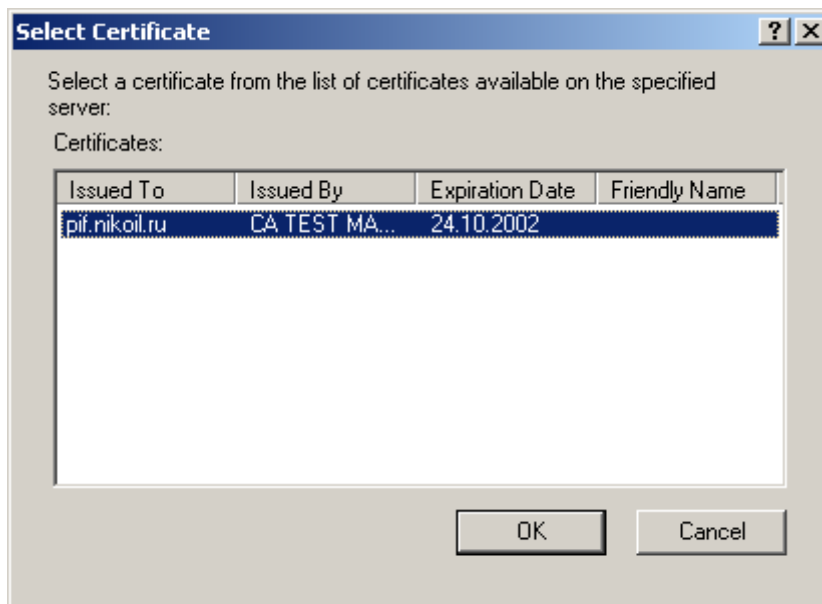 Select Certificate
Select a certificate from the list of certificates available on the specified
server:
Certificates:
Issued To Issued By Expiration Date Friendly Name
pif.nikoil.ru CA TEST MA... 24.10.2002
OK Cancel